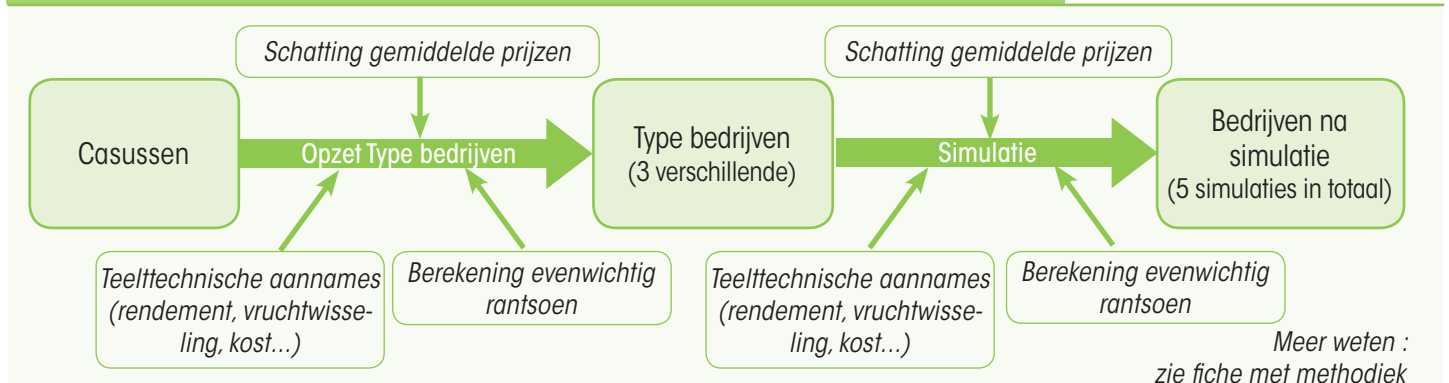 Schatting gemiddelde prijzen
Schatting gemiddelde prijzen
Casussen
Opzet Type bedrijven
Type bedrijven
(3 verschillende)
Simulatie
Bedrijven na
simulatie
(5 simulaties in totaal)
Teelttechnische aannames
(rendement, vruchtwisse-
ling, kost...)
Berekening evenwichtig
rantsoen
Teelttechnische aannames
(rendement, vruchtwisse-
ling, kost...)
Berekening evenwichtig
rantsoen
Meer weten :
zie fiche met methodiek